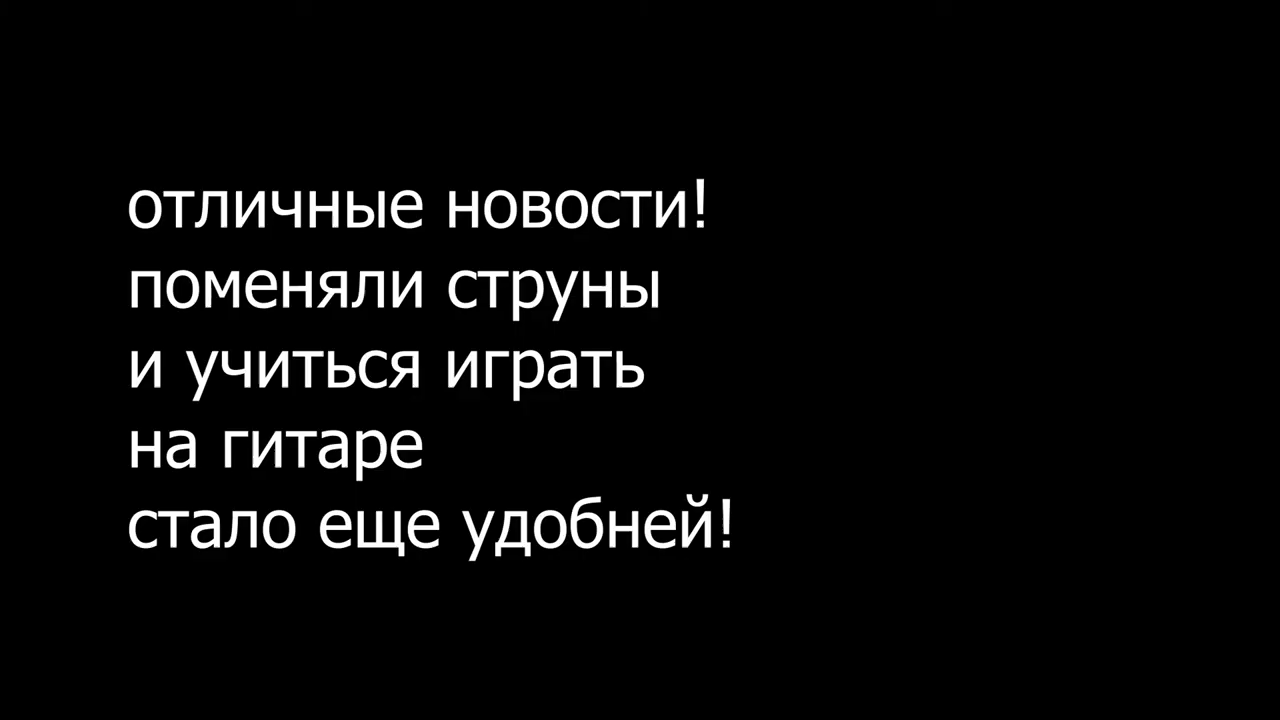 отличные новости!
поменяли струны
и учиться играть
на гитаре
стало еще удобней!